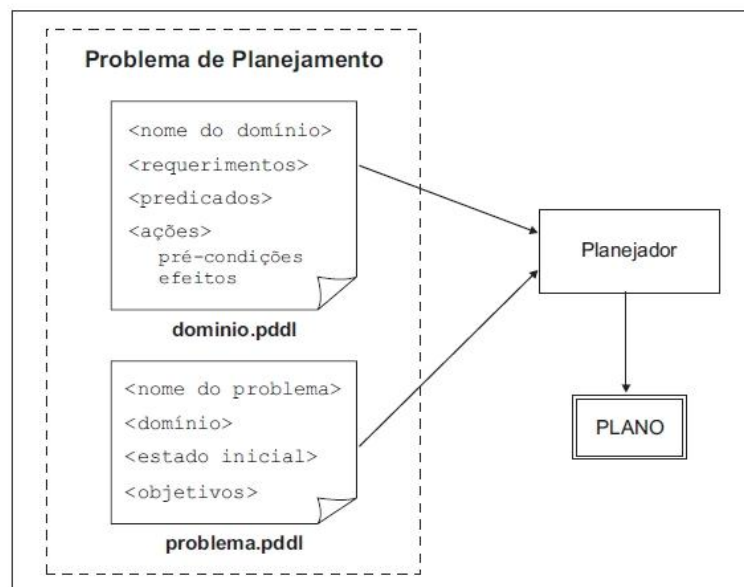 Problema de Planejamento
<nome do domínio>
<requerimentos>
<predicados>
<ações>
pré-condições
efeitos
dominio.pddl
<nome do problema>
<domínio>
<estado inicial>
<objetivos>
problema.pddl
Planejador
PLANO